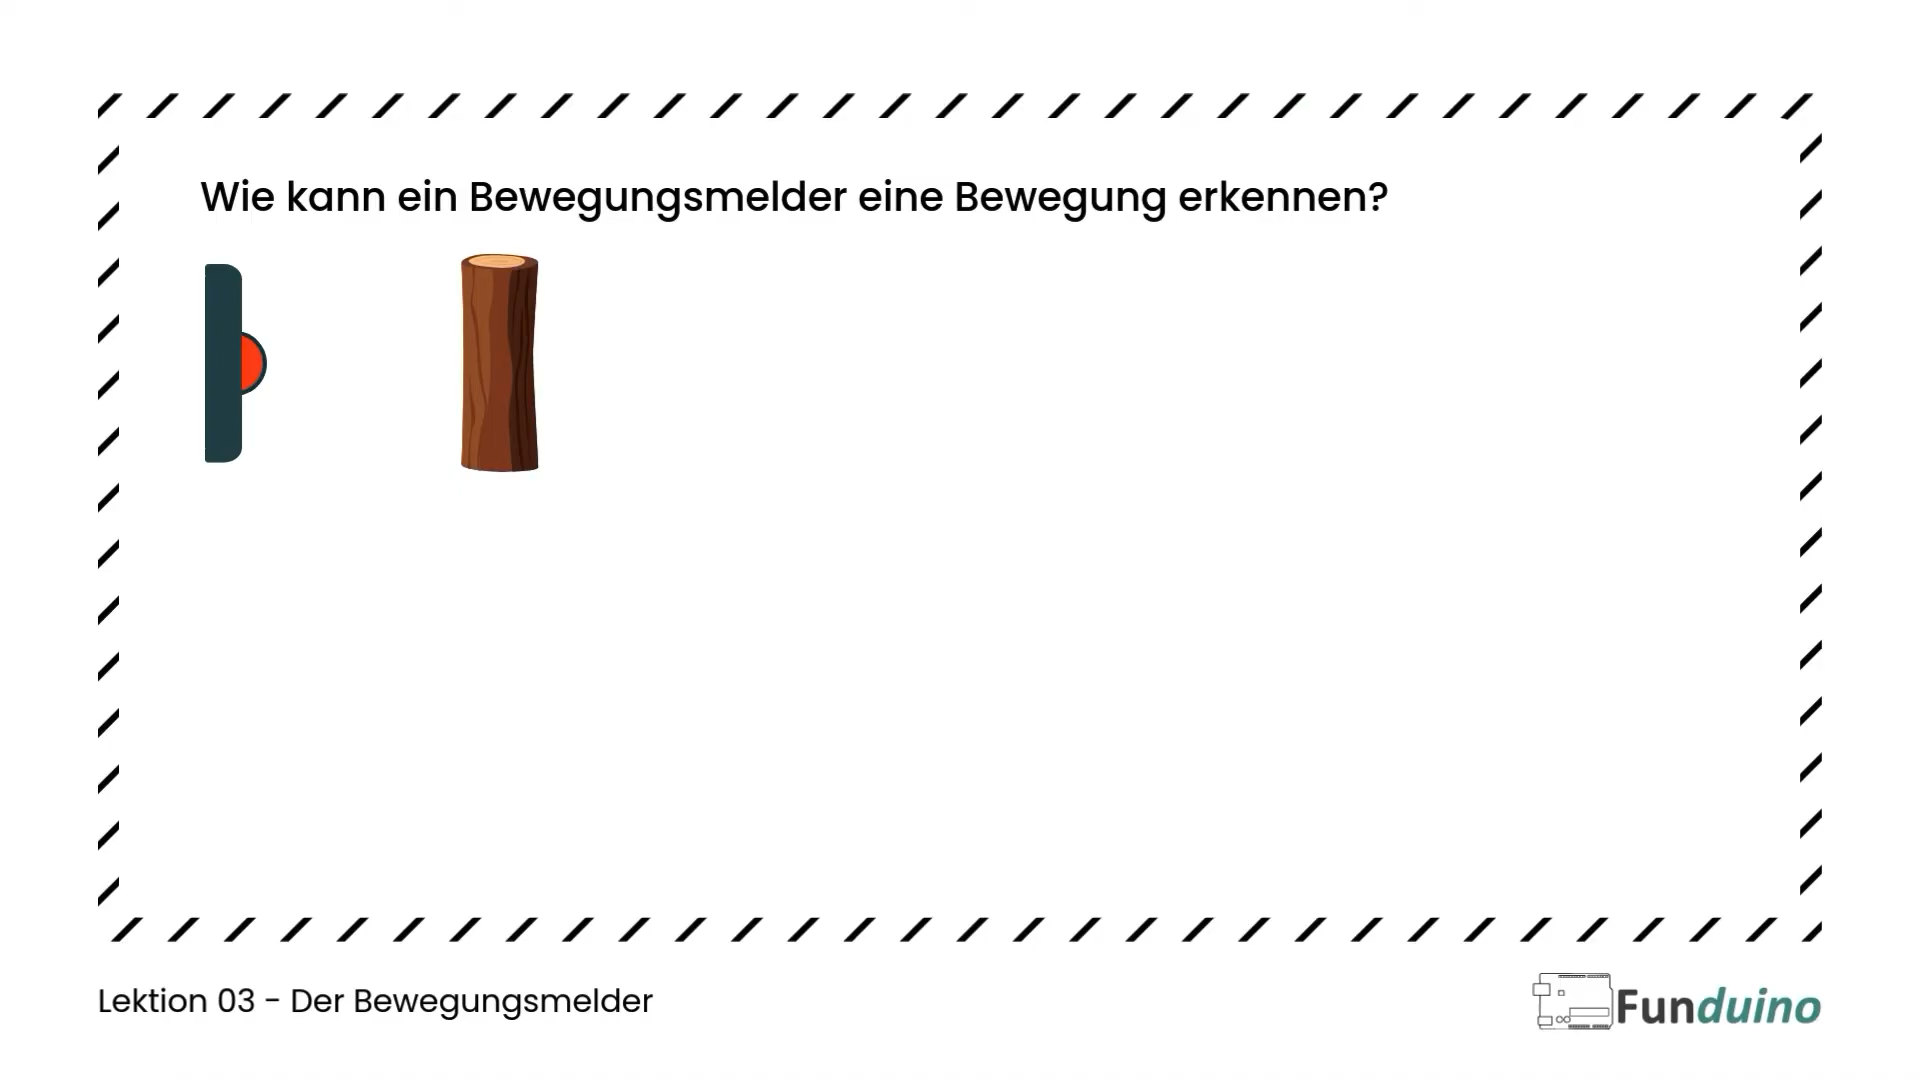 Wie kann ein Bewegungsmelder eine Bewegung erkennen?
Lektion 03 - Der Bewegungsmelder
Funduino